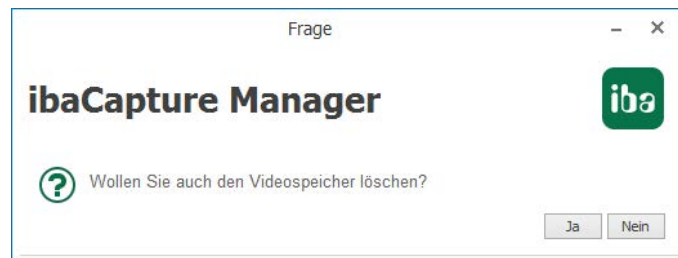 Frage
ibaCapture Manager
iba
Wollen Sie auch den Videospeicher löschen?
Ja Nein